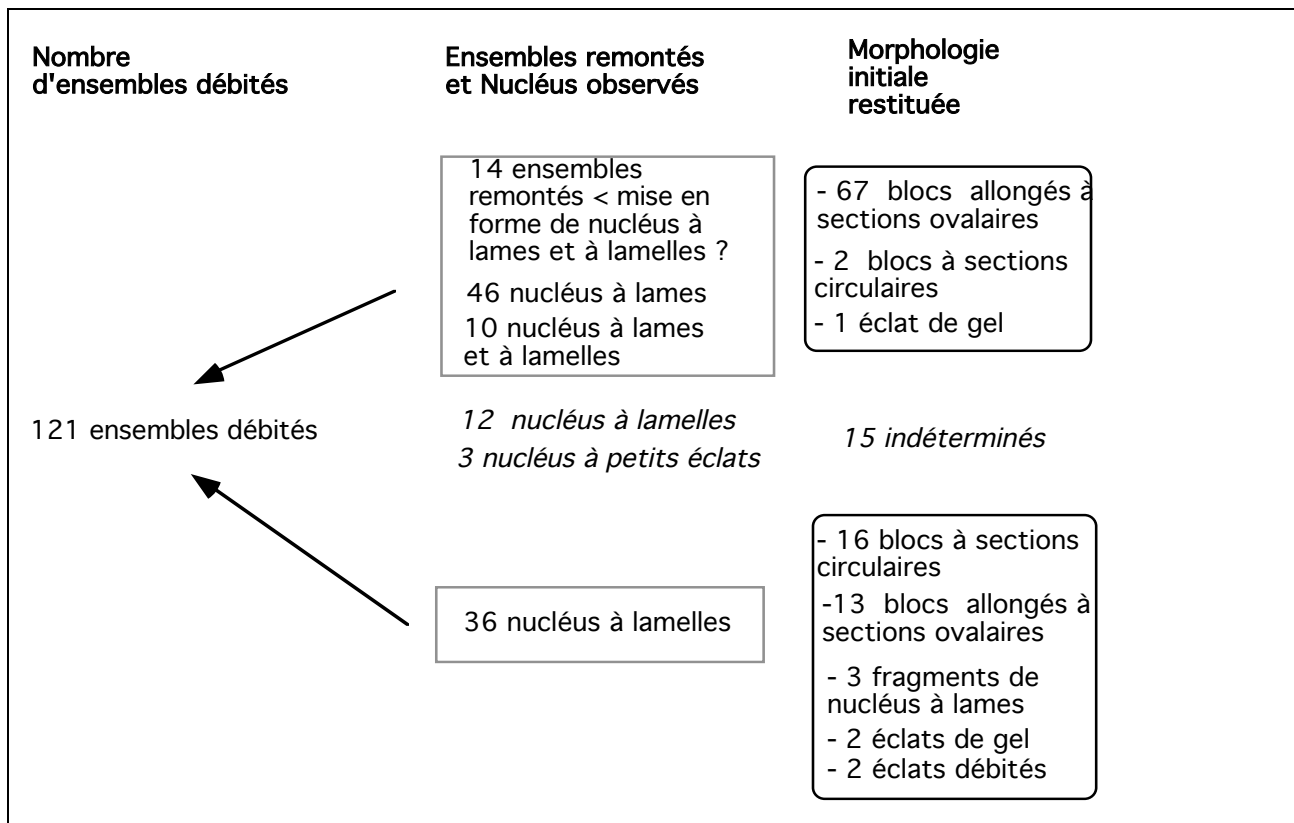 Nombre
d'ensembles débités
Ensembles remontés
et Nucléus observés
Morphologie
initiale
restituée
14 ensembles
remontés < mise en
forme de nucléus à
lames et à lamelles ?
46 nucléus à lames
10 nucléus à lames
et à lamelles
- 67 blocs allongés à
sections ovalaires
- 2 blocs à sections
circulaires
- 1 éclat de gel
121 ensembles débités
12 nucléus à lamelles
3 nucléus à petits éclats
15 indéterminés
36 nucléus à lamelles
- 16 blocs à sections
circulaires
-13 blocs allongés à
sections ovalaires
- 3 fragments de
nucléus à lames
- 2 éclats de gel
- 2 éclats débités